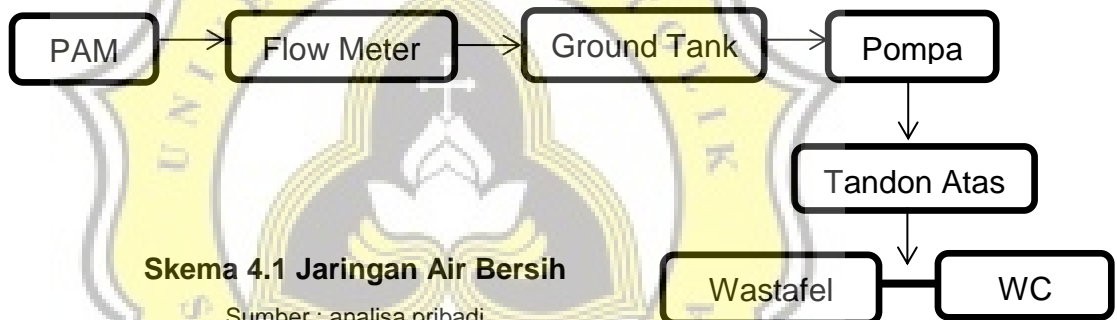 PAM
Flow Meter
Ground Tank
Pompa
Tandon Atas
Wastafel
WC
Skema 4.1 Jaringan Air Bersih
Sumber : analisa pribadi
U N I
L I K
S